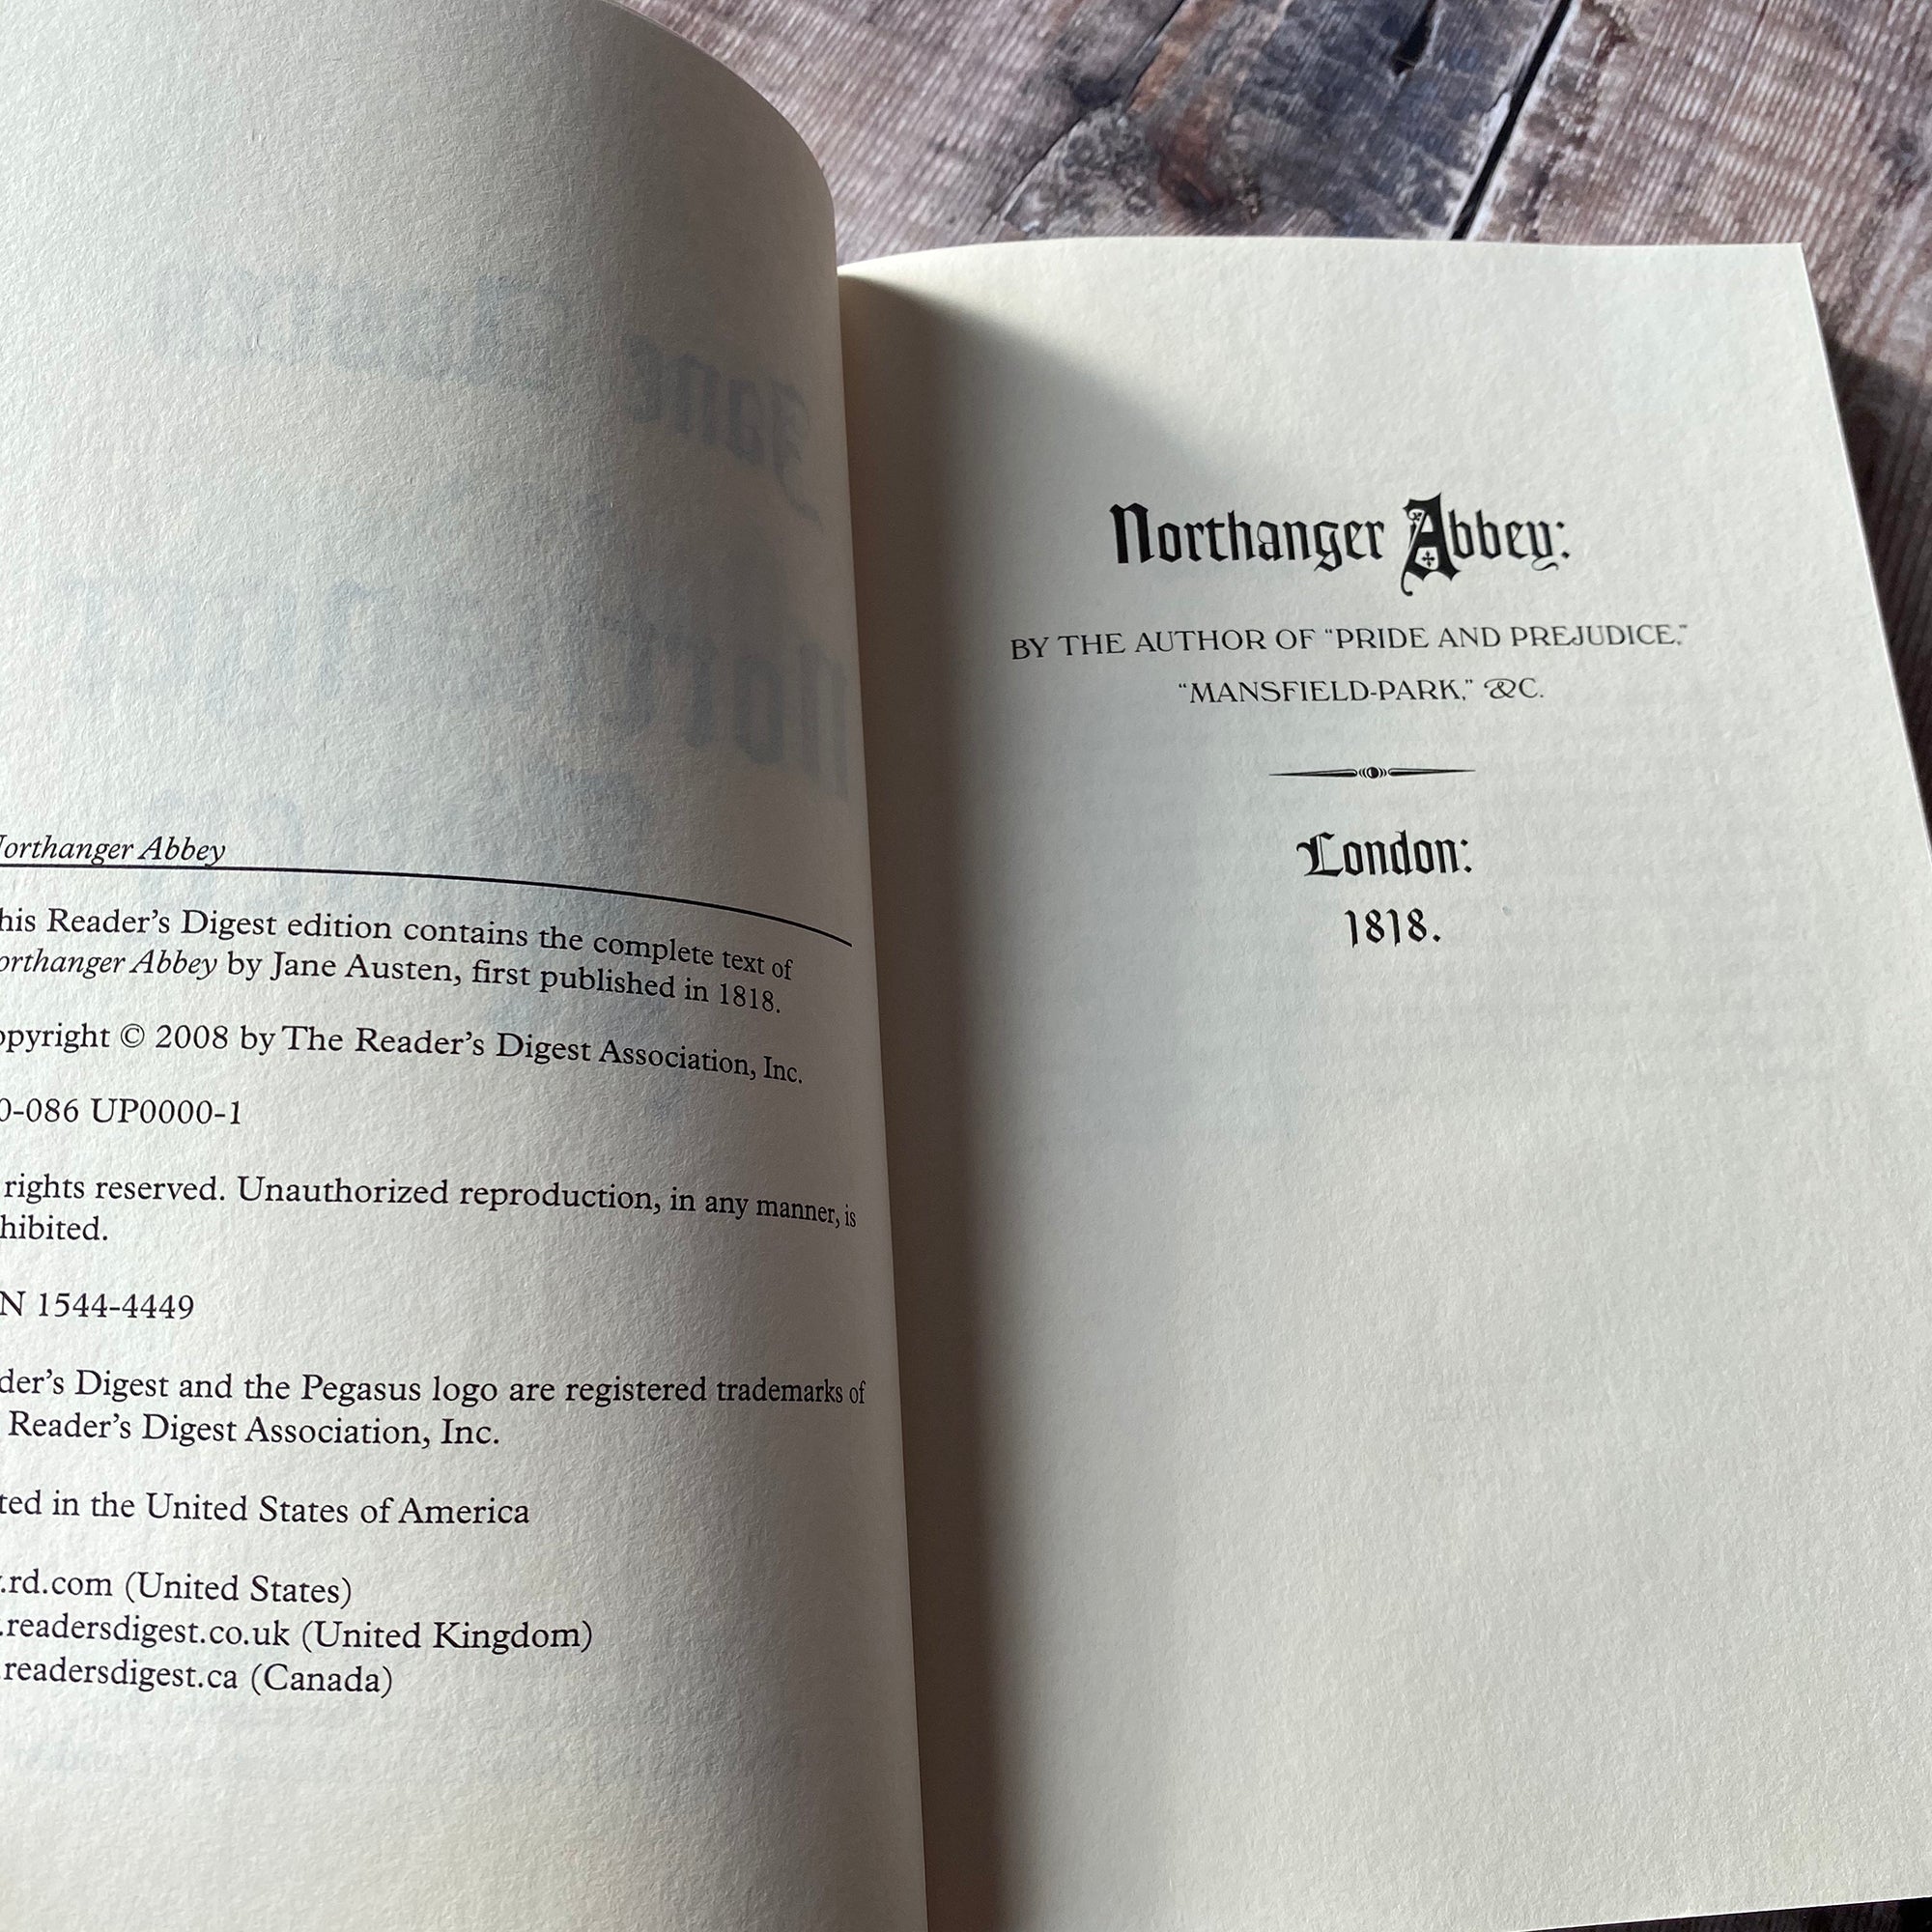 Northanger Abbey
his Reader's Digest edition contains the complete text of
orthanger Abbey by Jane Austen, first published in 1818.
opyright © 2008 by The Reader's Digest Association, Inc.
0-086 UP0000-1
rights reserved. Unauthorized reproduction, in any manner, is
hibited.
N 1544-4449
der's Digest and the Pegasus logo are registered trademarks of
Reader's Digest Association, Inc.
ted in the United States of America
.rd.com (United States)
.readersdigest.co.uk (United Kingdom)
.readersdigest.ca (Canada)
Northanger Abbey:
BY THE AUTHOR OF "PRIDE AND PREJUDICE,"
"MANSFIELD-PARK," &C.
London:
1818.